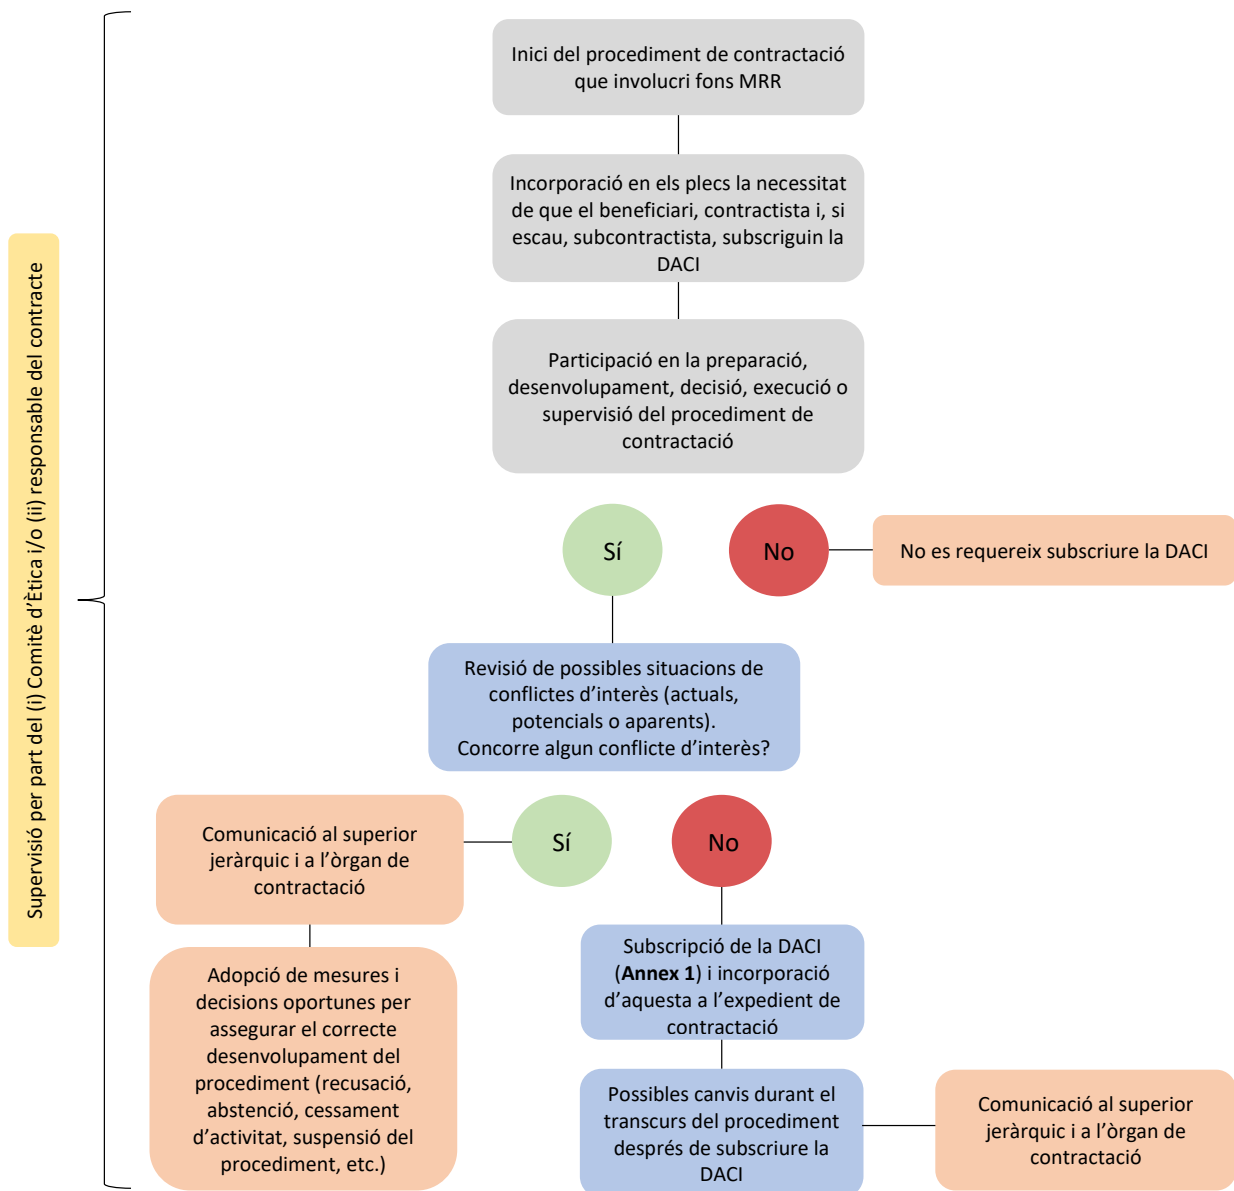 Supervisió per part del (i) Comitè d’Ètica i/o (ii) responsable del contracte
Inici del procediment de contractació
que involucri fons MRR
Incorporació en els plecs la necessitat
de que el beneficiari, contractista i, si
escau, subcontractista, subscriguin la
DACI
Participació en la preparació,
desenvolupament, decisió, execució o
supervisió del procediment de
contractació
Sí
No
No es requereix subscriure la DACI
Revisió de possibles situacions de
conflictes d’interès (actuals,
potencials o aparents).
Concorre algun conflicte d’interès?
Comunicació al superior
jeràrquic i a l’òrgan de
contractació
Sí
No
Adopció de mesures i
decisions oportunes per
assegurar el correcte
desenvolupament del
procediment (recusació,
abstenció, cessament
d’activitat, suspensió del
procediment, etc.)
Subscripció de la DACI
(Annex 1) i incorporació
d’aquesta a l’expedient de
contractació
Possibles canvis durant el
transcurs del procediment
després de subscriure la
DACI
Comunicació al superior
jeràrquic i a l’òrgan de
contractació